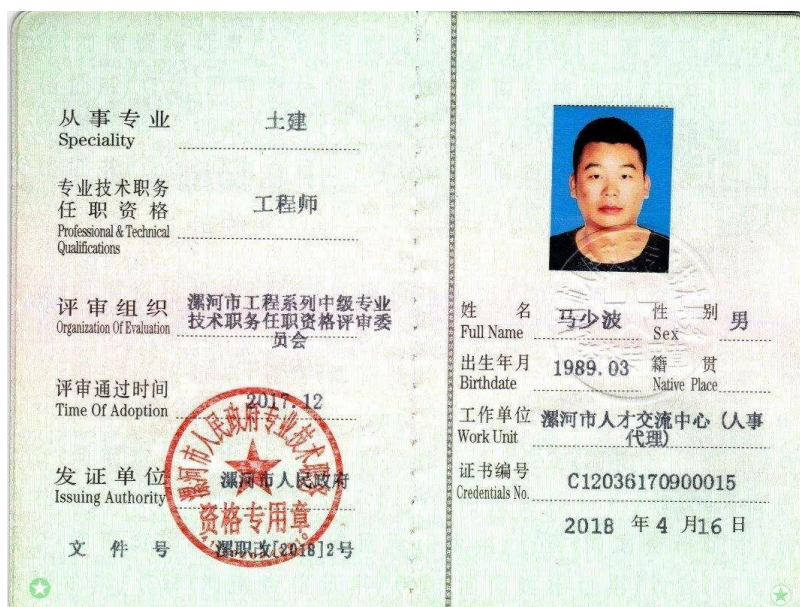 从事专业 土建
Speciality
专业技术职务
任职资格 工程师
Professional & Technical
Qualifications
评审组织 漯河市工程系列中级专业
Organization Of Evaluation 技术职务任职资格评审委
员会
评审通过时间 2017.12
Time Of Adoption
漯河市人民政府专业技术职务
发证单位 漯河市人民政府
Issuing Authority
资格专用章
文件号 漯职改[2018]2号
姓名 马少波 性别 男
Full Name Sex
出生年月 1989.03 籍贯
Birthdate Native Place
工作单位 漯河市人才交流中心(人事
Work Unit 代理)
证书编号 C12036170900015
Credentials No.
2018 年 4 月 16 日